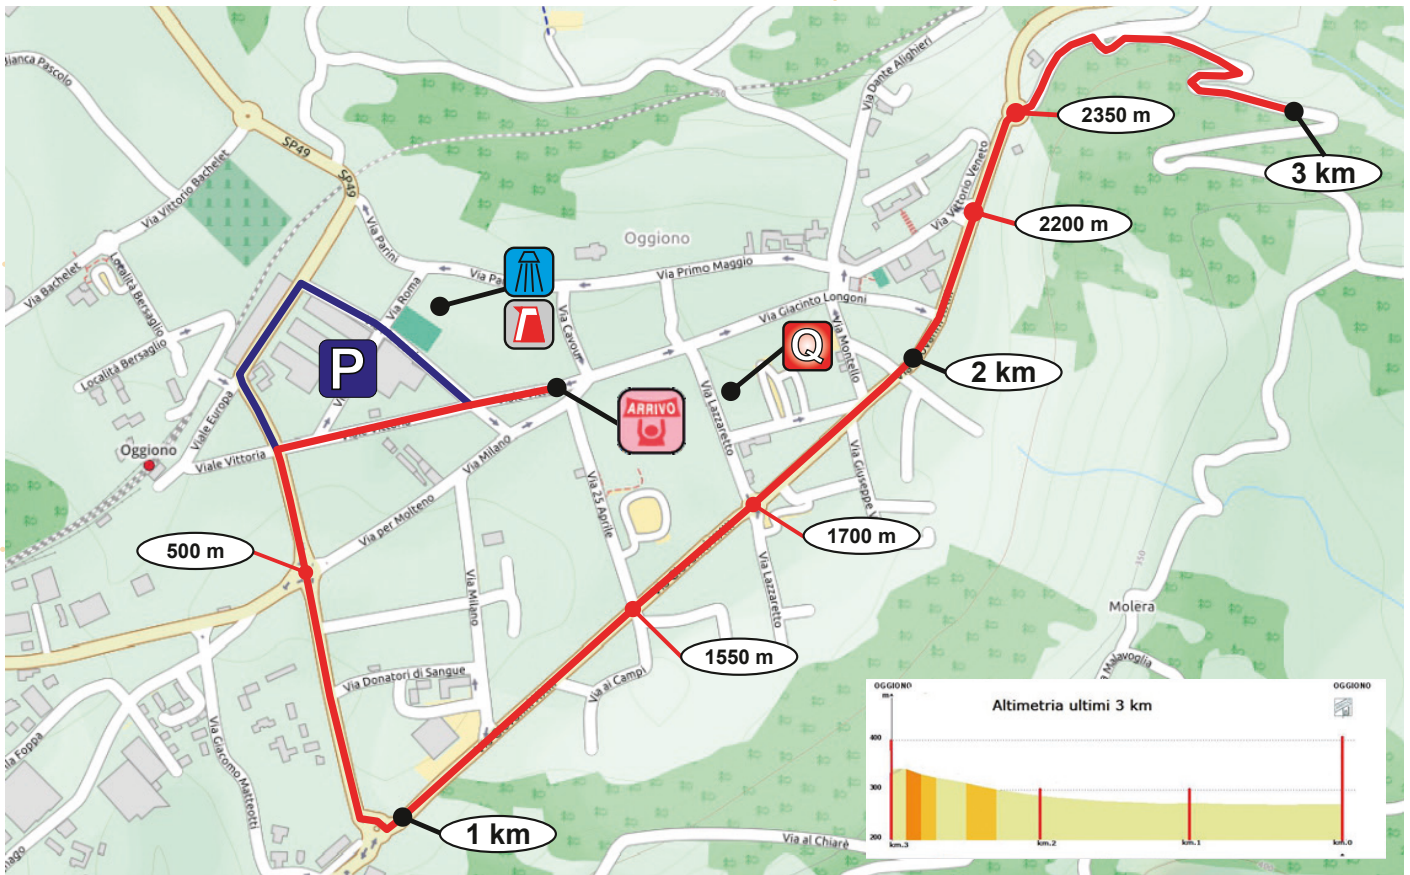 Bianca Pascolo
SP49
SP49
Via Dante Alighieri
Via Vittorio Bachelet
Via Bachelet
Località Bersaglio
Località Bersaglio
Via Parini
Via Roma
Oggiono
Via Primo Maggio
Via Vittorio Veneto
Via Giacinto Longoni
Via Cavour
Via Montello
2350 m
3 km
2200 m
P
Q
2 km
ARRIVO
Viale Europa
Oggiono
Viale Vittoria
Via Milano
Via Lazzaretto
Via per Molteno
Via 25 Aprile
Via Giuseppe
500 m
1700 m
Via Milano
Via Lazzaretto
350
Molera
1550 m
Via Donatori di Sangue
Via ai Campi
Malavoglia
Via Giacomo Matteotti
la Foppa
1 km
Via al Chiare
OGGIONO
OGGIONO
m
Altimetria ultimi 3 km
400
300
200
km.3
km.2
km.1
km.0